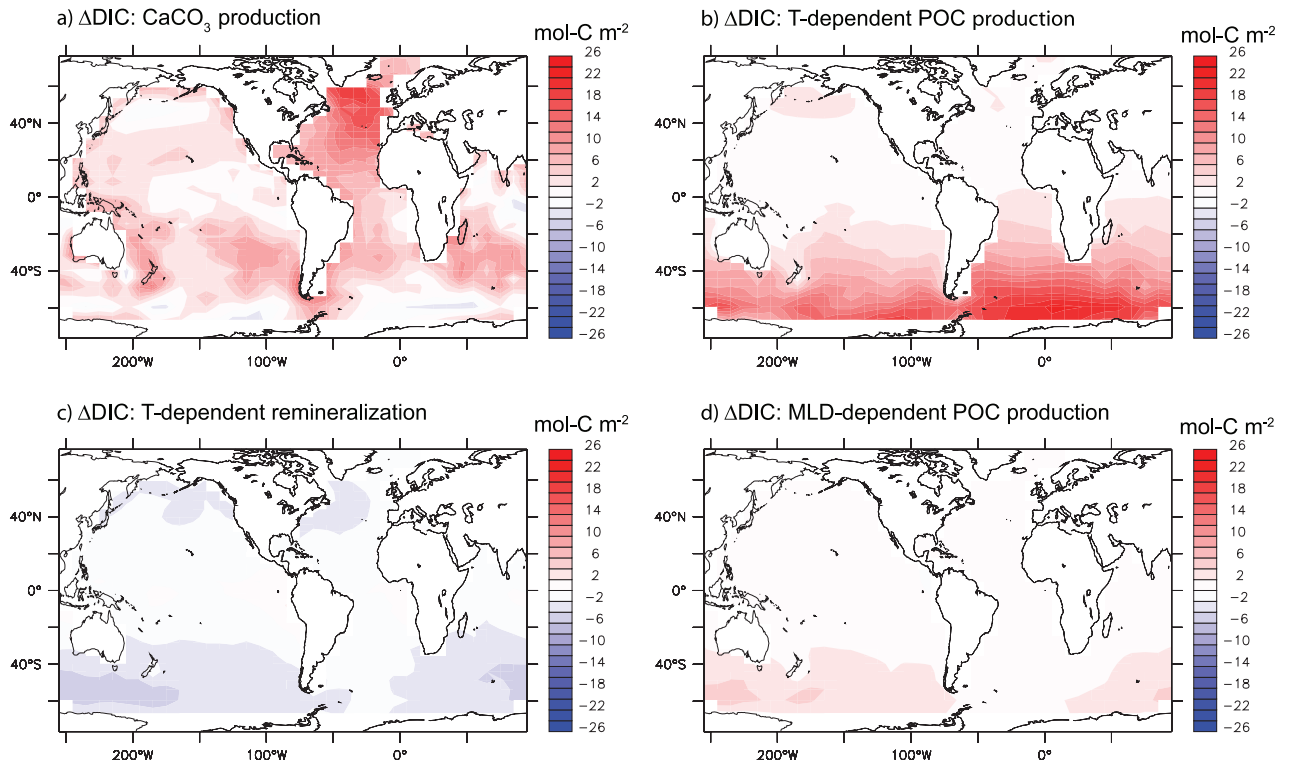 a) ΔDIC: CaCO₃ production
mol-C m⁻²
26
22
18
14
10
6
2
−2
−6
−10
−14
−18
−22
−26
40°N
0°
40°S
200°W
100°W
0°
b) ΔDIC: T-dependent POC production
mol-C m⁻²
26
22
18
14
10
6
2
−2
−6
−10
−14
−18
−22
−26
40°N
0°
40°S
200°W
100°W
0°
c) ΔDIC: T-dependent remineralization
mol-C m⁻²
26
22
18
14
10
6
2
−2
−6
−10
−14
−18
−22
−26
40°N
0°
40°S
200°W
100°W
0°
d) ΔDIC: MLD-dependent POC production
mol-C m⁻²
26
22
18
14
10
6
2
−2
−6
−10
−14
−18
−22
−26
40°N
0°
40°S
200°W
100°W
0°